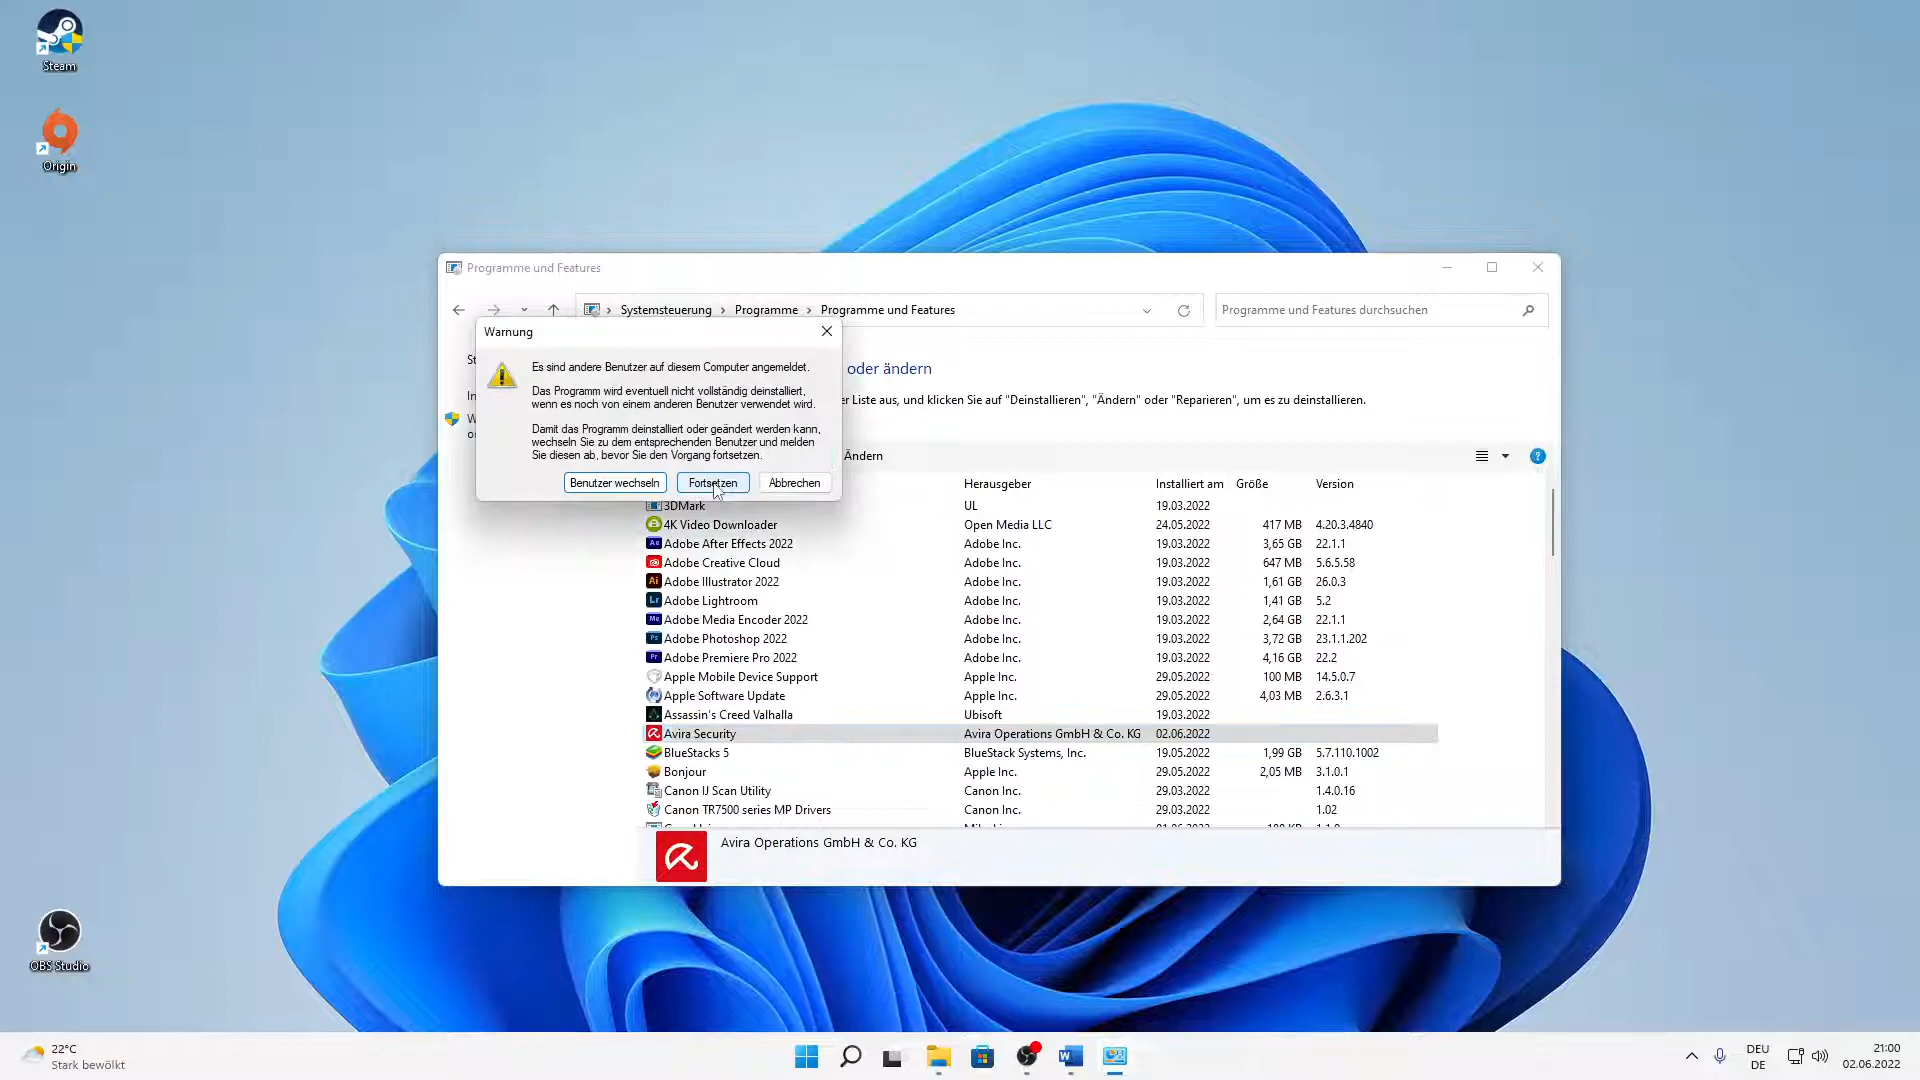 Steam
Origin
OBS Studio
Programme und Features
Systemsteuerung
Programme
Programme und Features
Programme und Features durchsuchen
Warnung
Es sind andere Benutzer auf diesem Computer angemeldet.
Das Programm wird eventuell nicht vollständig deinstalliert,
wenn es noch von einem anderen Benutzer verwendet wird.
Damit das Programm deinstalliert oder geändert werden kann,
wechseln Sie zu dem entsprechenden Benutzer und melden
Sie diesen ab, bevor Sie den Vorgang fortsetzen.
Benutzer wechseln
Fortsetzen
Abbrechen
oder ändern
er Liste aus, und klicken Sie auf "Deinstallieren", "Ändern" oder "Reparieren", um es zu deinstallieren.
Ändern
Herausgeber Installiert am Größe Version
3DMark UL 19.03.2022
4K Video Downloader Open Media LLC 24.05.2022 417 MB 4.20.3.4840
Adobe After Effects 2022 Adobe Inc. 19.03.2022 3,65 GB 22.1.1
Adobe Creative Cloud Adobe Inc. 19.03.2022 647 MB 5.6.5.58
Adobe Illustrator 2022 Adobe Inc. 19.03.2022 1,61 GB 26.0.3
Adobe Lightroom Adobe Inc. 19.03.2022 1,41 GB 5.2
Adobe Media Encoder 2022 Adobe Inc. 19.03.2022 2,64 GB 22.1.1
Adobe Photoshop 2022 Adobe Inc. 19.03.2022 3,72 GB 23.1.1.202
Adobe Premiere Pro 2022 Adobe Inc. 19.03.2022 4,16 GB 22.2
Apple Mobile Device Support Apple Inc. 29.05.2022 100 MB 14.5.0.7
Apple Software Update Apple Inc. 29.05.2022 4,03 MB 2.6.3.1
Assassin's Creed Valhalla Ubisoft 19.03.2022
Avira Security Avira Operations GmbH & Co. KG 02.06.2022
BlueStacks 5 BlueStack Systems, Inc. 19.05.2022 1,99 GB 5.7.110.1002
Bonjour Apple Inc. 29.05.2022 2,05 MB 3.1.0.1
Canon IJ Scan Utility Canon Inc. 29.03.2022 1.4.0.16
Canon TR7500 series MP Drivers Canon Inc. 29.03.2022 1.02
Avira Operations GmbH & Co. KG
22°C
Stark bewölkt
DEU
DE
21:00
02.06.2022